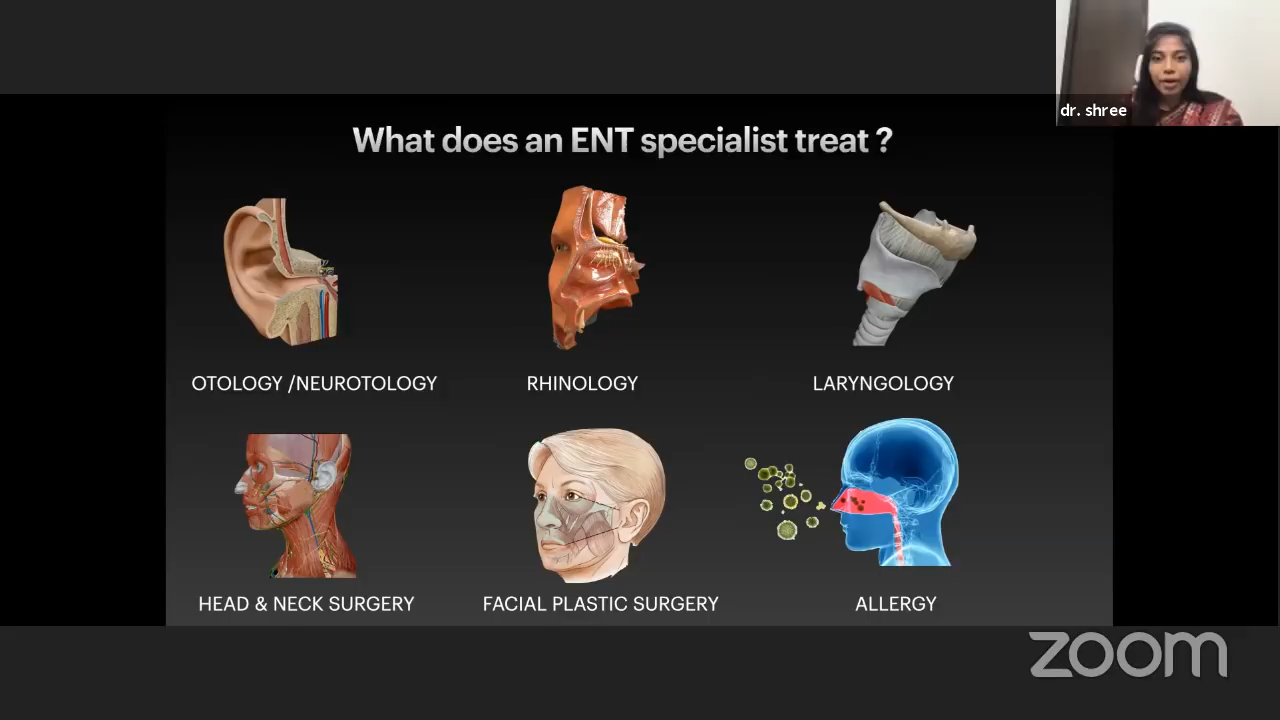 dr. shree
What does an ENT specialist treat ?
OTOLOGY /NEUROTOLOGY
RHINOLOGY
LARYNGOLOGY
HEAD & NECK SURGERY
FACIAL PLASTIC SURGERY
ALLERGY
zoom